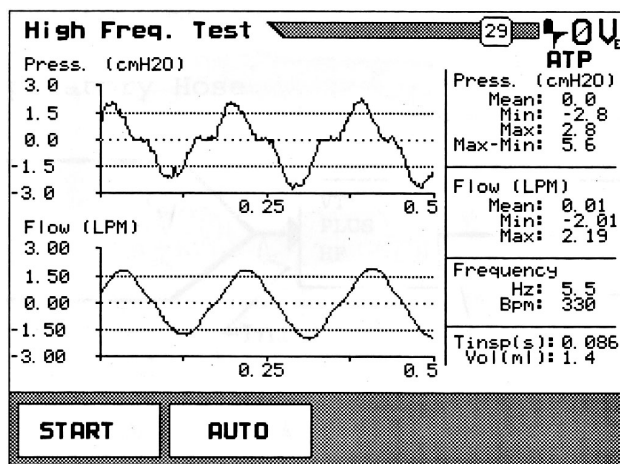 High Freq. Test
29
0 V
ATP
Press. (cmH2O)
3.0
1.5
0.0
-1.5
-3.0
0.25
0.5
Flow (LPM)
3.00
1.50
0.00
-1.50
-3.00
0.25
0.5
Press. (cmH2O)
Mean: 0.0
Min: -2.8
Max: 2.8
Max-Min: 5.6
Flow (LPM)
Mean: 0.01
Min: -2.01
Max: 2.19
Frequency
Hz: 5.5
Bpm: 330
Tinsp(s): 0.086
Vol(ml): 1.4
START
AUTO